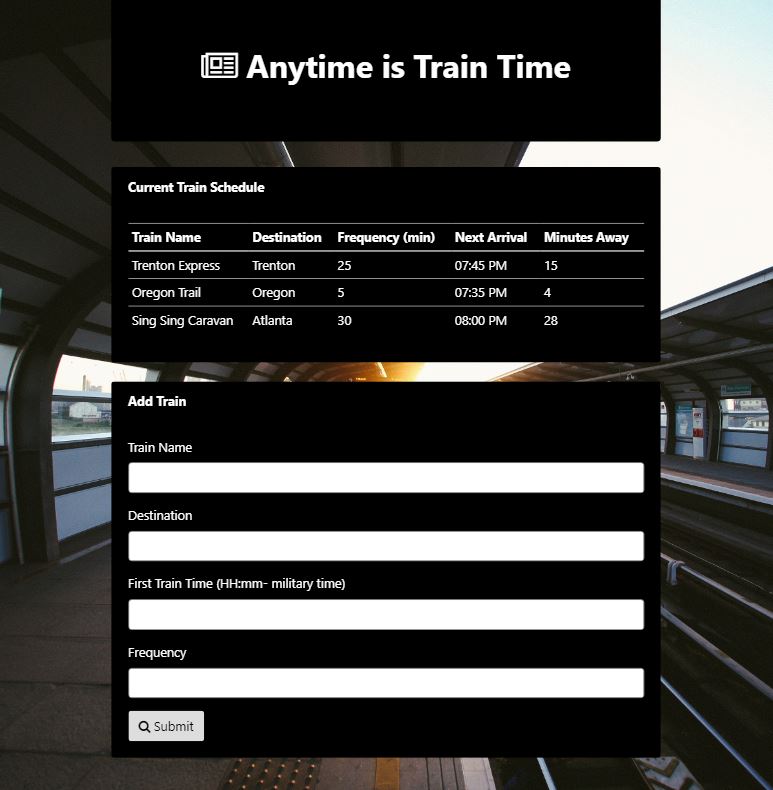 Anytime is Train Time
Current Train Schedule
Train Name Destination Frequency (min) Next Arrival Minutes Away
Trenton Express Trenton 25 07:45 PM 15
Oregon Trail Oregon 5 07:35 PM 4
Sing Sing Caravan Atlanta 30 08:00 PM 28
Add Train
Train Name
Destination
First Train Time (HH:mm- military time)
Frequency
Submit